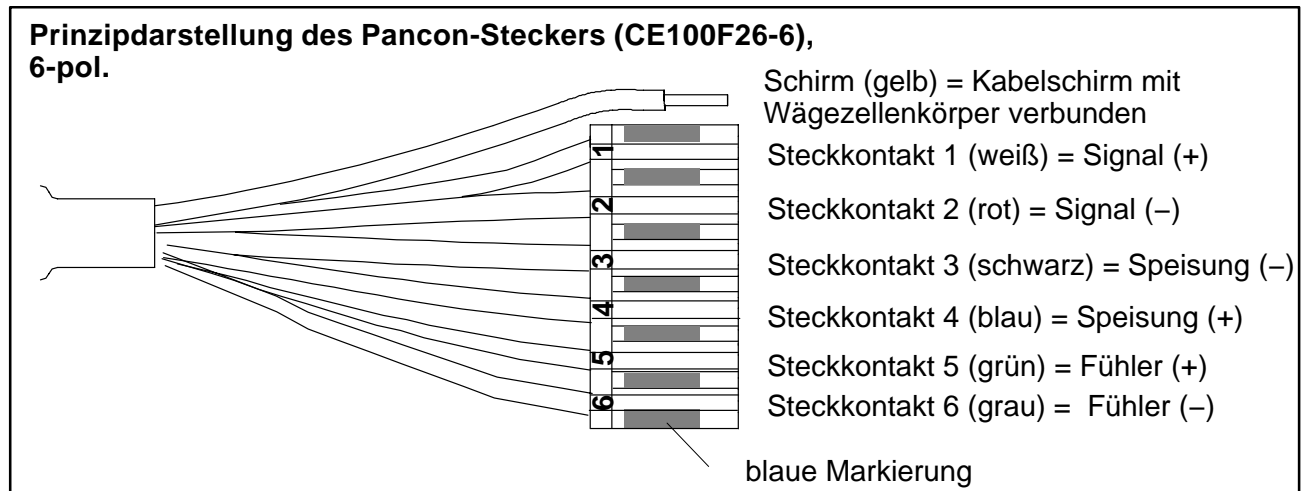 Prinzipdarstellung des Pancon-Steckers (CE100F26-6),
6-pol.
Schirm (gelb) = Kabelschirm mit
Wägezellenkörper verbunden
1
Steckkontakt 1 (weiß) = Signal (+)
2
Steckkontakt 2 (rot) = Signal (–)
3
Steckkontakt 3 (schwarz) = Speisung (–)
4
Steckkontakt 4 (blau) = Speisung (+)
5
Steckkontakt 5 (grün) = Fühler (+)
6
Steckkontakt 6 (grau) = Fühler (–)
blaue Markierung